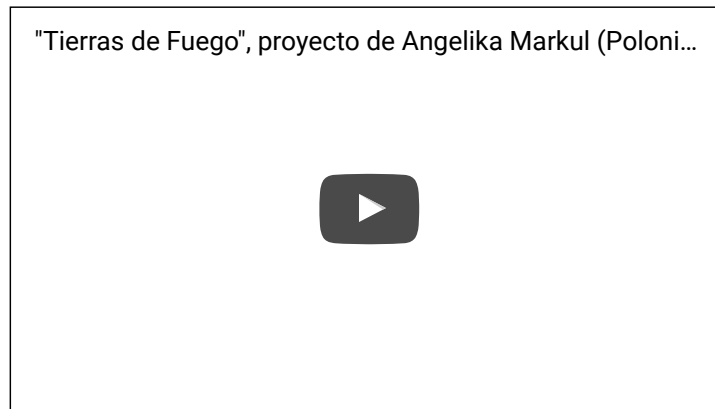 "Tierras de Fuego", proyecto de Angelika Markul (Poloni...